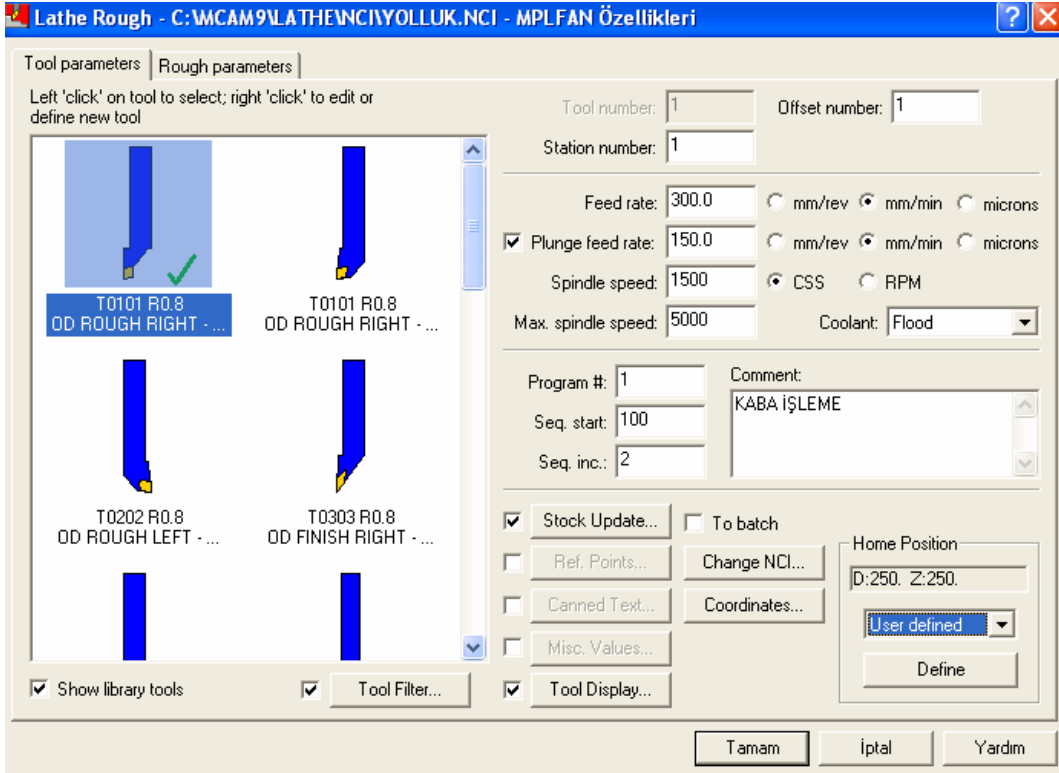 Lathe Rough - C:\MCAM9\LATHE\NCI\YOLLUK.NCI - MPLFAN Özellikleri
Tool parameters
Rough parameters
Left 'click' on tool to select; right 'click' to edit or
define new tool
T0101 R0.8
OD ROUGH RIGHT - ...
T0101 R0.8
OD ROUGH RIGHT - ...
T0202 R0.8
OD ROUGH LEFT - ...
T0303 R0.8
OD FINISH RIGHT - ...
Show library tools
Tool Filter...
Tool number: 1
Offset number: 1
Station number: 1
Feed rate: 300.0 mm/rev mm/min microns
Plunge feed rate: 150.0 mm/rev mm/min microns
Spindle speed: 1500 CSS RPM
Max. spindle speed: 5000 Coolant: Flood
Program #: 1
Seq. start: 100
Seq. inc.: 2
Comment:
KABA İŞLEME
Stock Update...
To batch
Ref. Points...
Change NCI...
Canned Text...
Coordinates...
Misc. Values...
Tool Display...
Home Position
D:250. Z:250.
User defined
Define
Tamam
İptal
Yardım